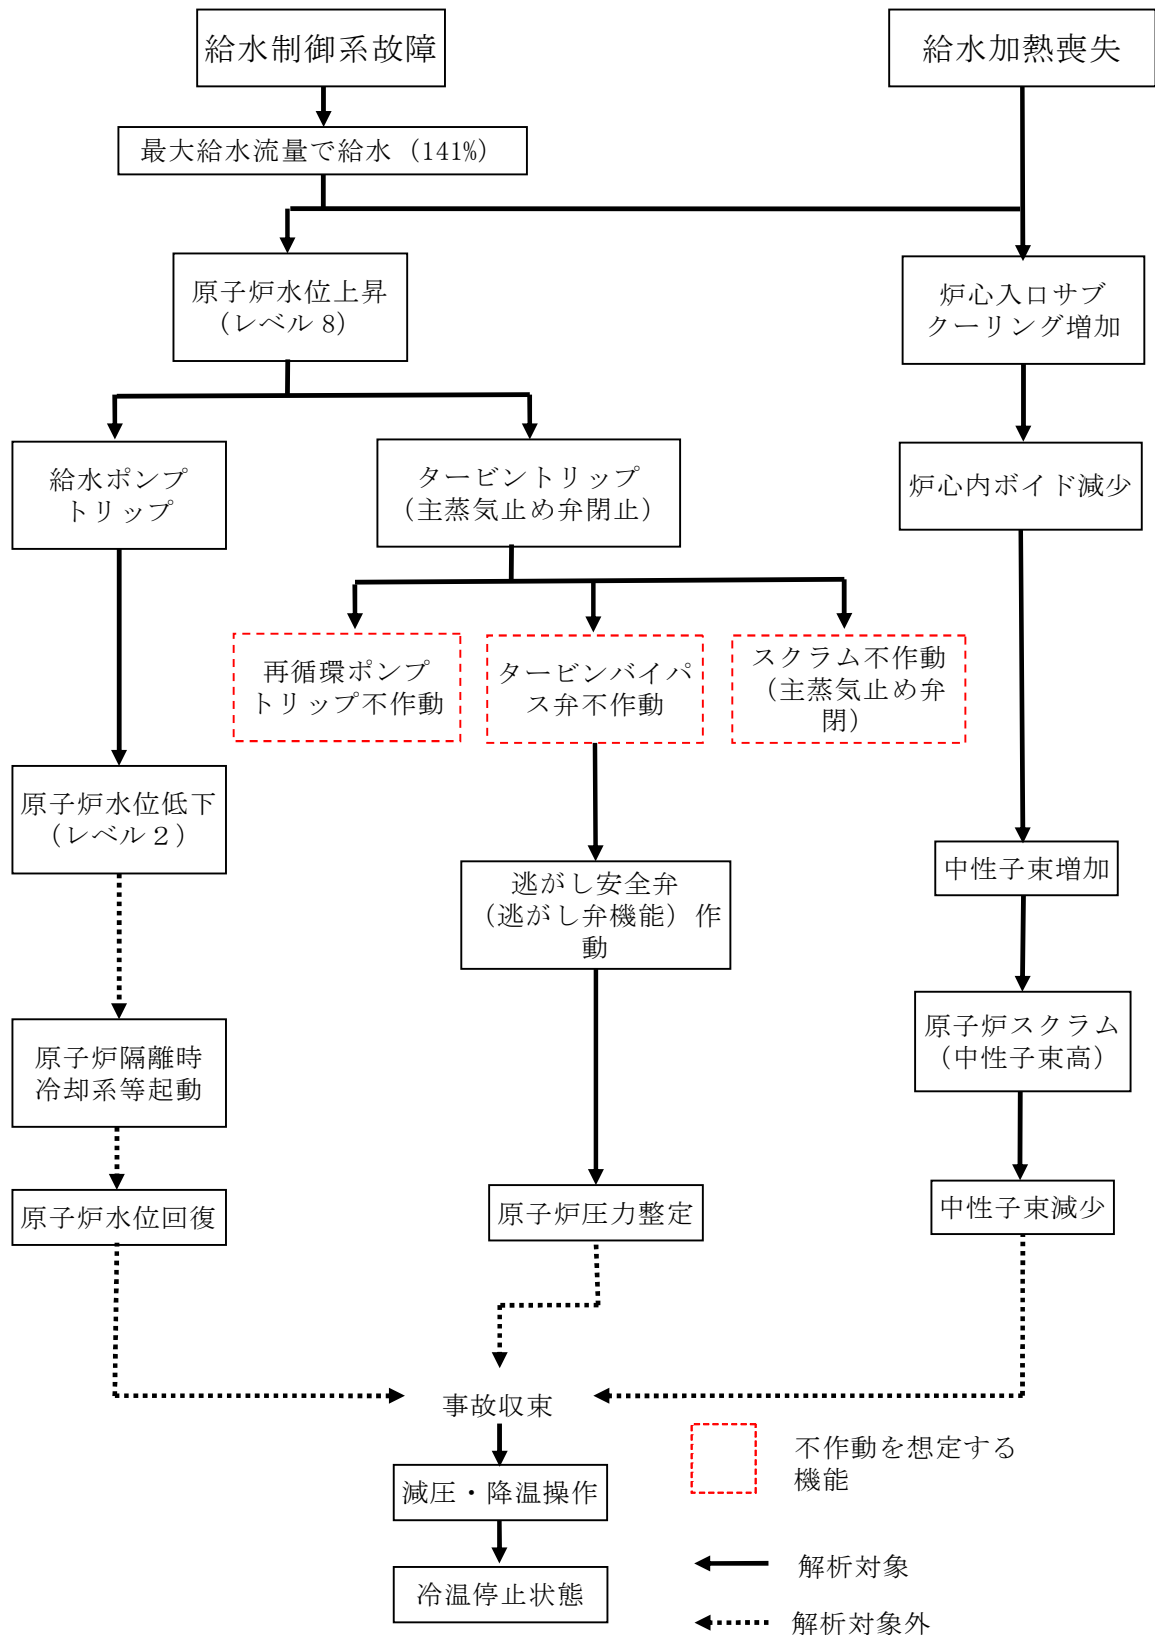 給水制御系故障
給水加熱喪失
最大給水流量で給水（141%）
原子炉水位上昇
（レベル 8）
炉心入口サブ
クーリング増加
給水ポンプ
トリップ
タービントリップ
（主蒸気止め弁閉止）
炉心内ボイド減少
再循環ポンプ
トリップ不作動
タービンバイパ
ス弁不作動
スクラム不作動
（主蒸気止め弁
閉）
原子炉水位低下
（レベル２）
中性子束増加
逃がし安全弁
（逃がし弁機能）作
動
原子炉隔離時
冷却系等起動
原子炉スクラム
（中性子束高）
原子炉水位回復
原子炉圧力整定
中性子束減少
事故収束
減圧・降温操作
冷温停止状態
不作動を想定する
機能
解析対象
解析対象外